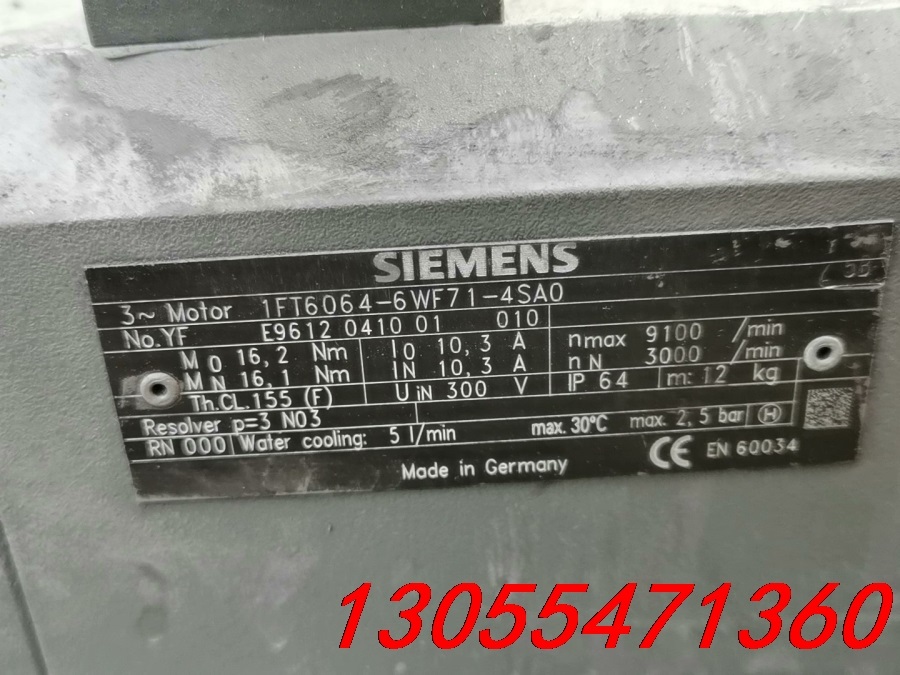 SIEMENS
3~ Motor 1FT6064-6WF71-4SA0
No.YF E9612 0410 01 010
M0 16,2 Nm I0 10,3 A nmax 9100 /min
MN 16,1 Nm IN 10,3 A nN 3000 /min
Th.CL.155 (F) UiN 300 V IP 64 m: 12 kg
Resolver p=3 N03
RN 000 Water cooling: 5 l/min max. 30°C max. 2,5 bar H
Made in Germany CE EN 60034
13055471360